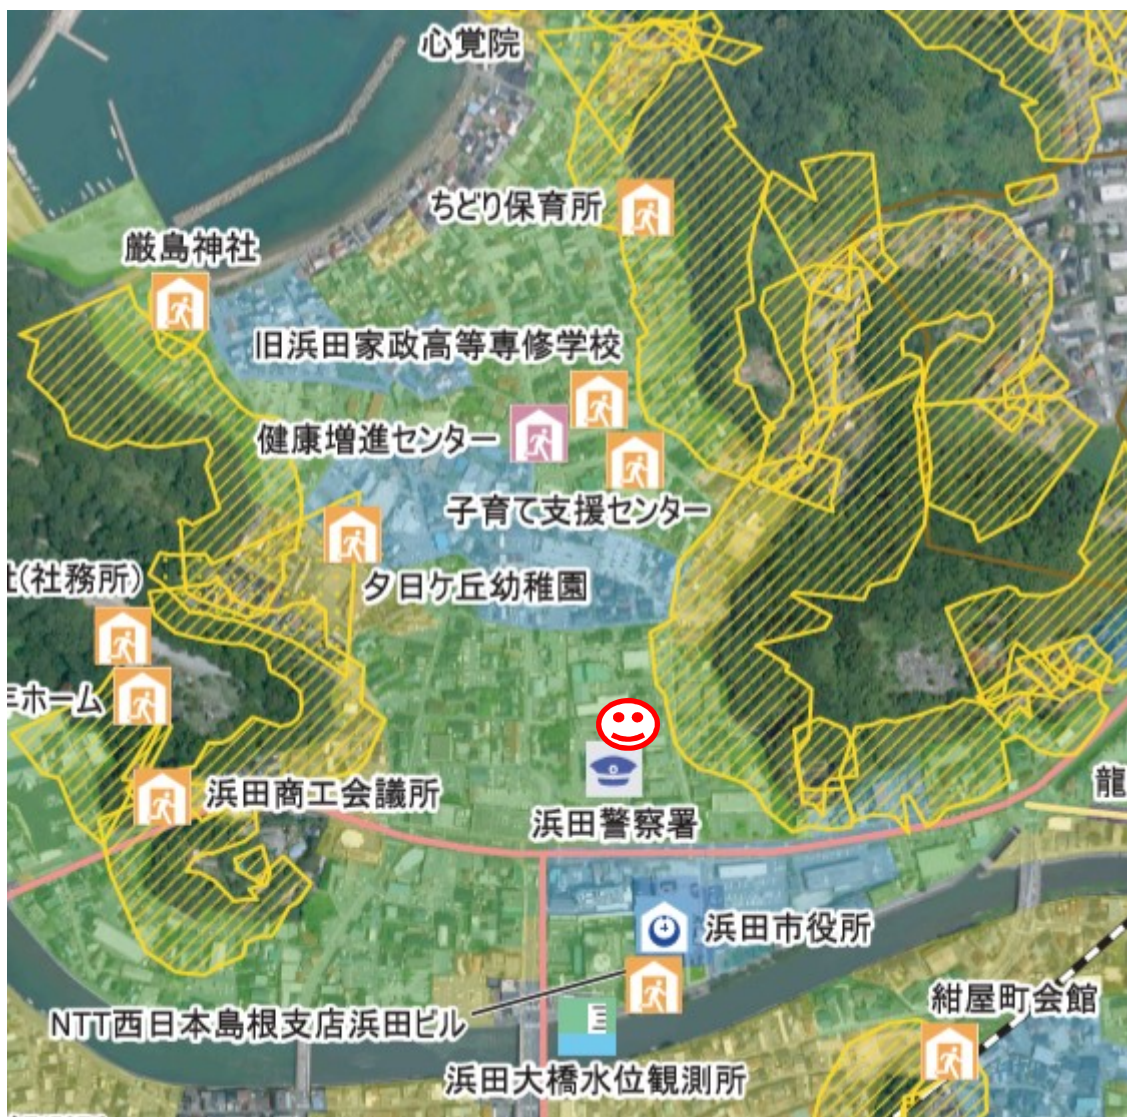 心覚院
ちどり保育所
厳島神社
旧浜田家政高等専修学校
健康増進センター
子育て支援センター
(社務所)
夕日ケ丘幼稚園
ホーム
浜田商工会議所
浜田警察署
龍
浜田市役所
紺屋町会館
NTT西日本島根支店浜田ビル
浜田大橋水位観測所